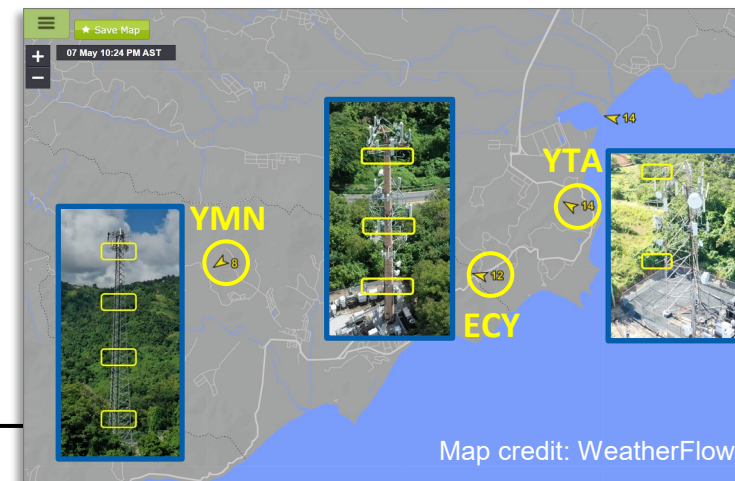 ★ Save Map
+
07 May 10:24 PM AST
−
14
YTA
14
YMN
8
12
ECY
Map credit: WeatherFlow